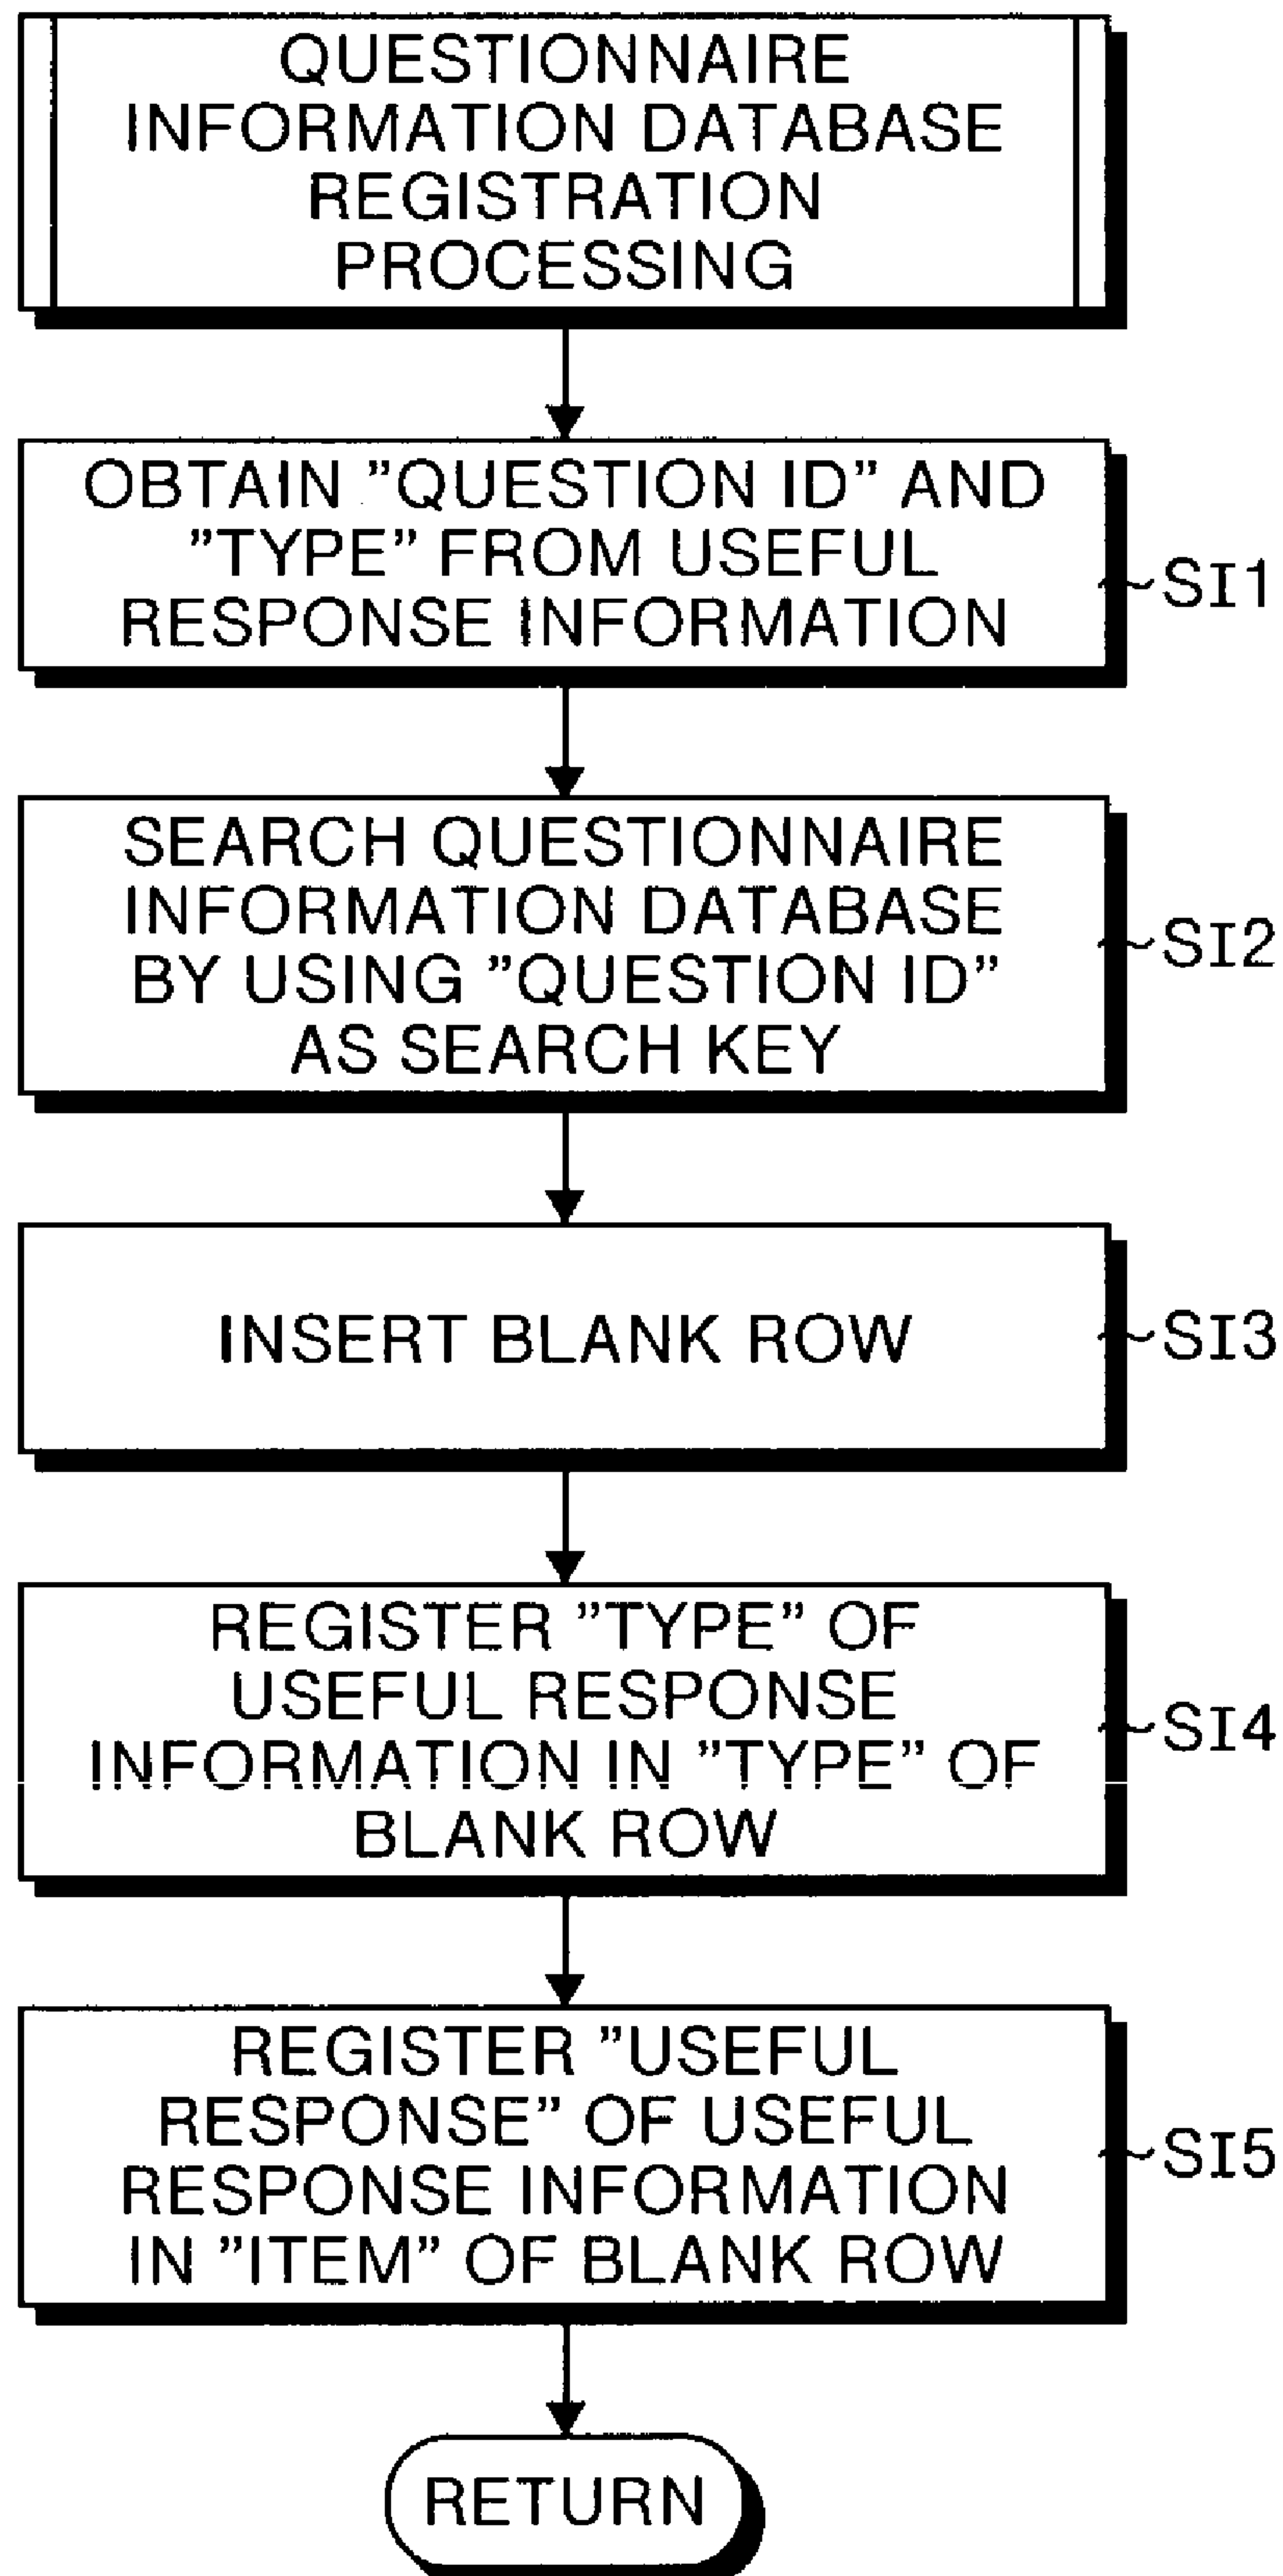 QUESTIONNAIRE
INFORMATION DATABASE
REGISTRATION
PROCESSING
OBTAIN ”QUESTION ID” AND
”TYPE” FROM USEFUL
RESPONSE INFORMATION
SI1
SEARCH QUESTIONNAIRE
INFORMATION DATABASE
BY USING ”QUESTION ID”
AS SEARCH KEY
SI2
INSERT BLANK ROW
SI3
REGISTER ”TYPE” OF
USEFUL RESPONSE
INFORMATION IN ”TYPE” OF
BLANK ROW
SI4
REGISTER ”USEFUL
RESPONSE” OF USEFUL
RESPONSE INFORMATION
IN ”ITEM” OF BLANK ROW
SI5
RETURN